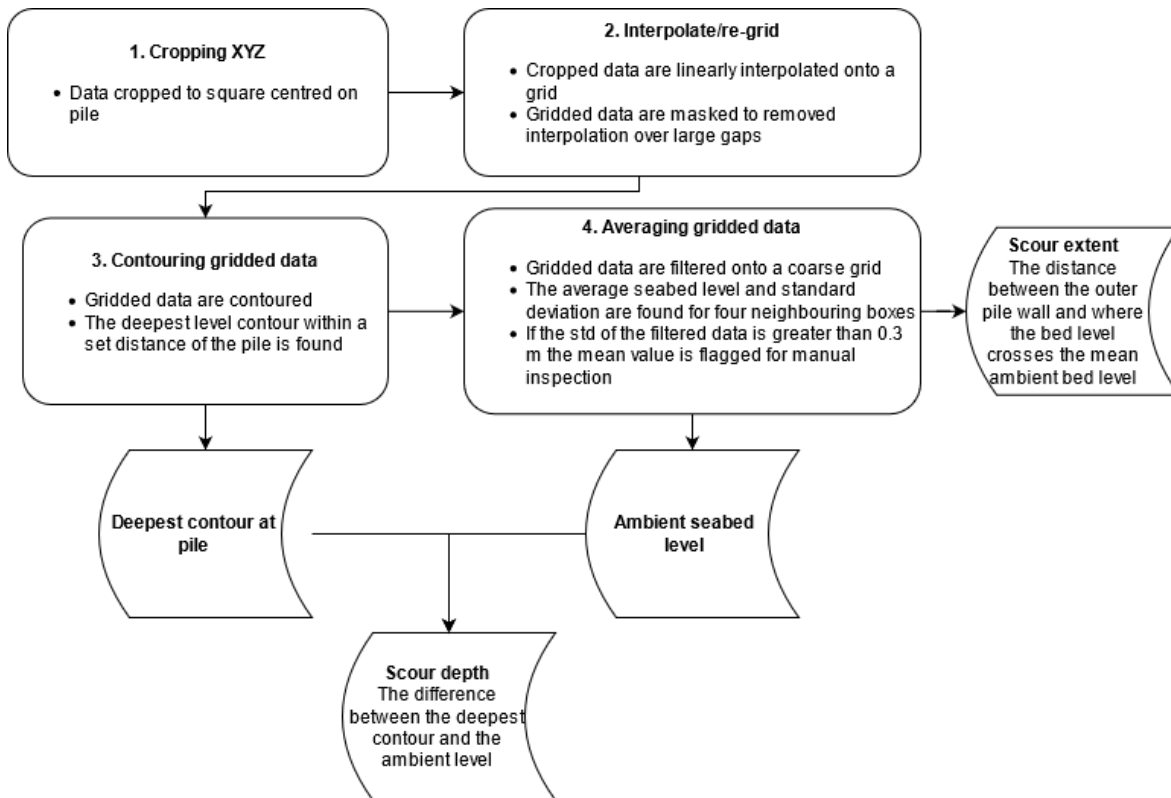 1. Cropping XYZ
• Data cropped to square centred on
pile
2. Interpolate/re-grid
• Cropped data are linearly interpolated onto a
grid
• Gridded data are masked to removed
interpolation over large gaps
3. Contouring gridded data
• Gridded data are contoured
• The deepest level contour within a
set distance of the pile is found
4. Averaging gridded data
• Gridded data are filtered onto a coarse grid
• The average seabed level and standard
deviation are found for four neighbouring boxes
• If the std of the filtered data is greater than 0.3
m the mean value is flagged for manual
inspection
Scour extent
The distance
between the outer
pile wall and where
the bed level
crosses the mean
ambient bed level
Deepest contour at
pile
Ambient seabed
level
Scour depth
The difference
between the deepest
contour and the
ambient level